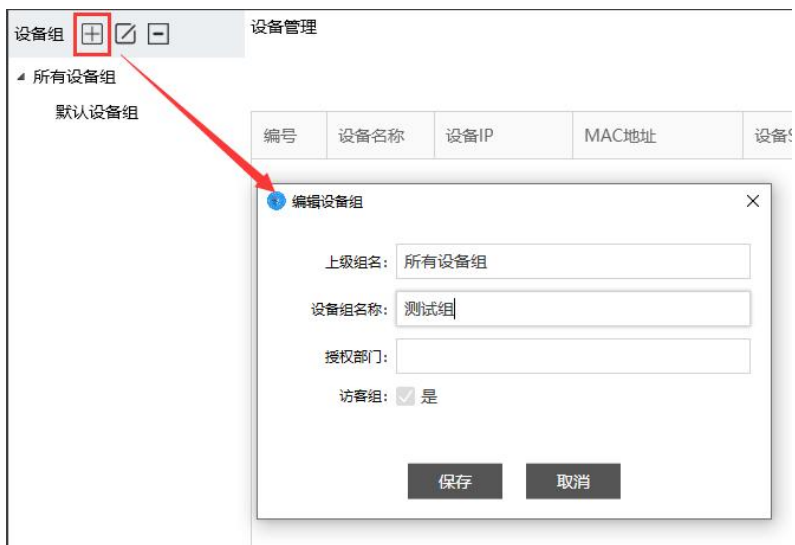 设备组
设备管理
所有设备组
默认设备组
编号 设备名称 设备IP MAC地址 设备S
编辑设备组
上级组名： 所有设备组
设备组名称： 测试组
授权部门：
访客组： 是
保存 取消